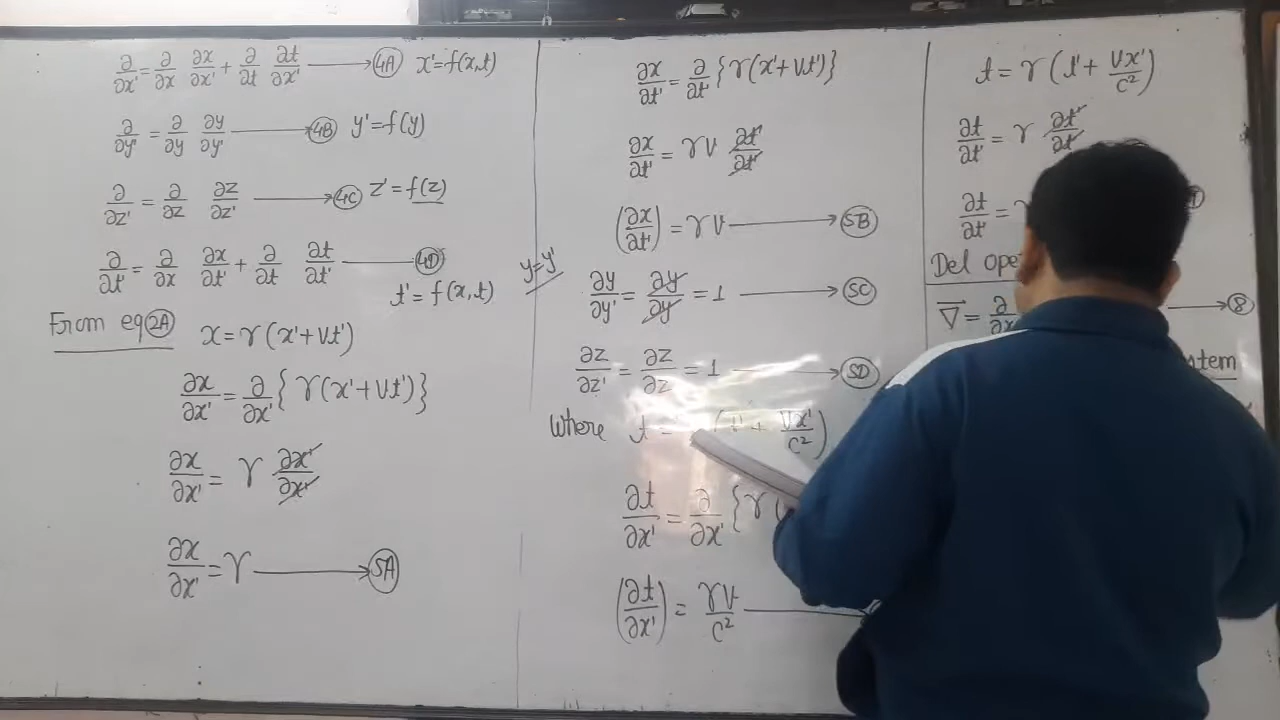 ∂/∂x' = ∂/∂x ∂x/∂x' + ∂/∂t ∂t/∂x' → 4A x'=f(x,t)
∂/∂y' = ∂/∂y ∂y/∂y' → 4B y'=f(y)
∂/∂z' = ∂/∂z ∂z/∂z' → 4C z'=f(z)
∂/∂t' = ∂/∂x ∂x/∂t' + ∂/∂t ∂t/∂t' → 4D
t'=f(x,t)
From eq 2A x=γ(x'+Vt')
∂x/∂x' = ∂/∂x' {γ(x'+Vt')}
∂x/∂x' = γ ∂x'/∂x'
∂x/∂x' = γ → 5A
∂x/∂t' = ∂/∂t' {γ(x'+Vt')}
∂x/∂t' = γV ∂t'/∂t'
(∂x/∂t') = γV → 5B
y=y'
∂y/∂y' = ∂y/∂y = 1 → 5C
∂z/∂z' = ∂z/∂z = 1 → 5D
Where t = (t' + Vx'/c²)
∂t/∂x' = ∂/∂x' {γ (
(∂t/∂x') = γV/c² →
t = γ (t' + Vx'/c²)
∂t/∂t' = γ ∂t'/∂t'
∂t/∂t' = γ
Del
∇ = ∂/∂x → 8